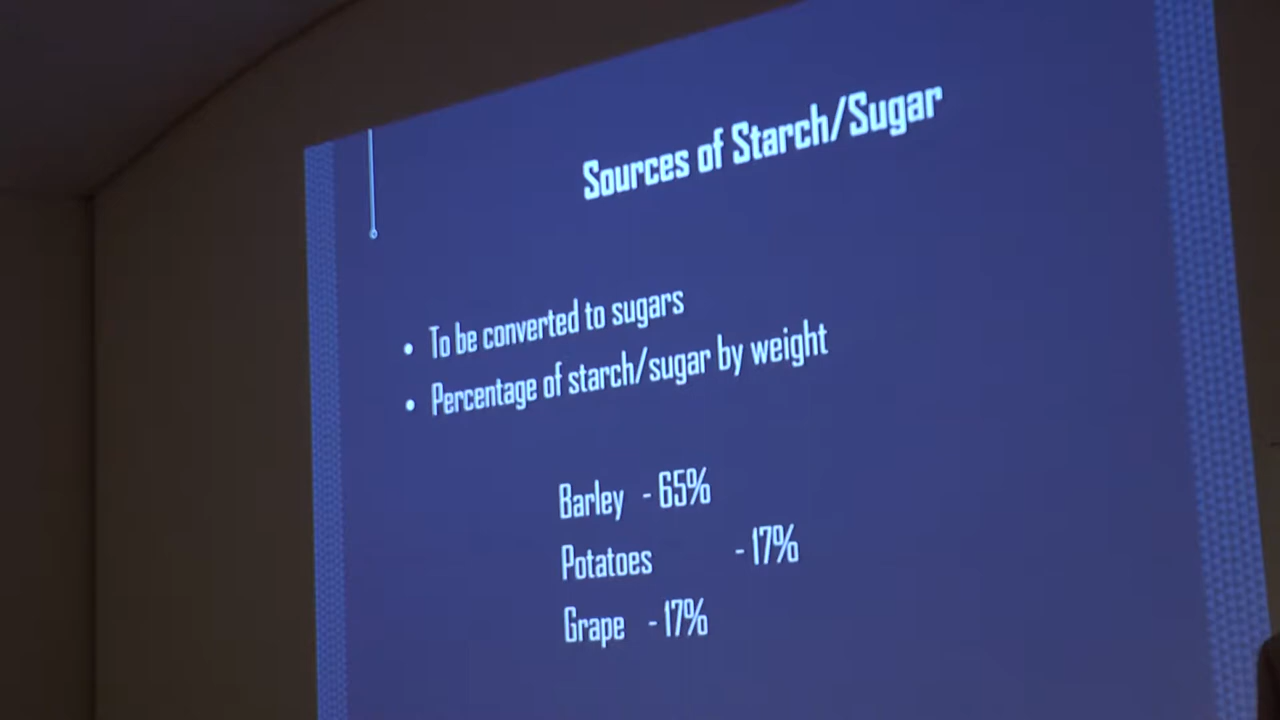 Sources of Starch/Sugar
• To be converted to sugars
• Percentage of starch/sugar by weight
Barley - 65%
Potatoes - 17%
Grape - 17%